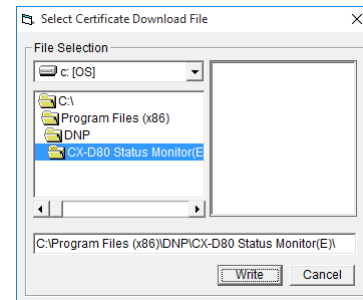 Select Certificate Download File
File Selection
c: [OS]
C:\
Program Files (x86)
DNP
CX-D80 Status Monitor(E
C:\Program Files (x86)\DNP\CX-D80 Status Monitor(E)\
Write
Cancel